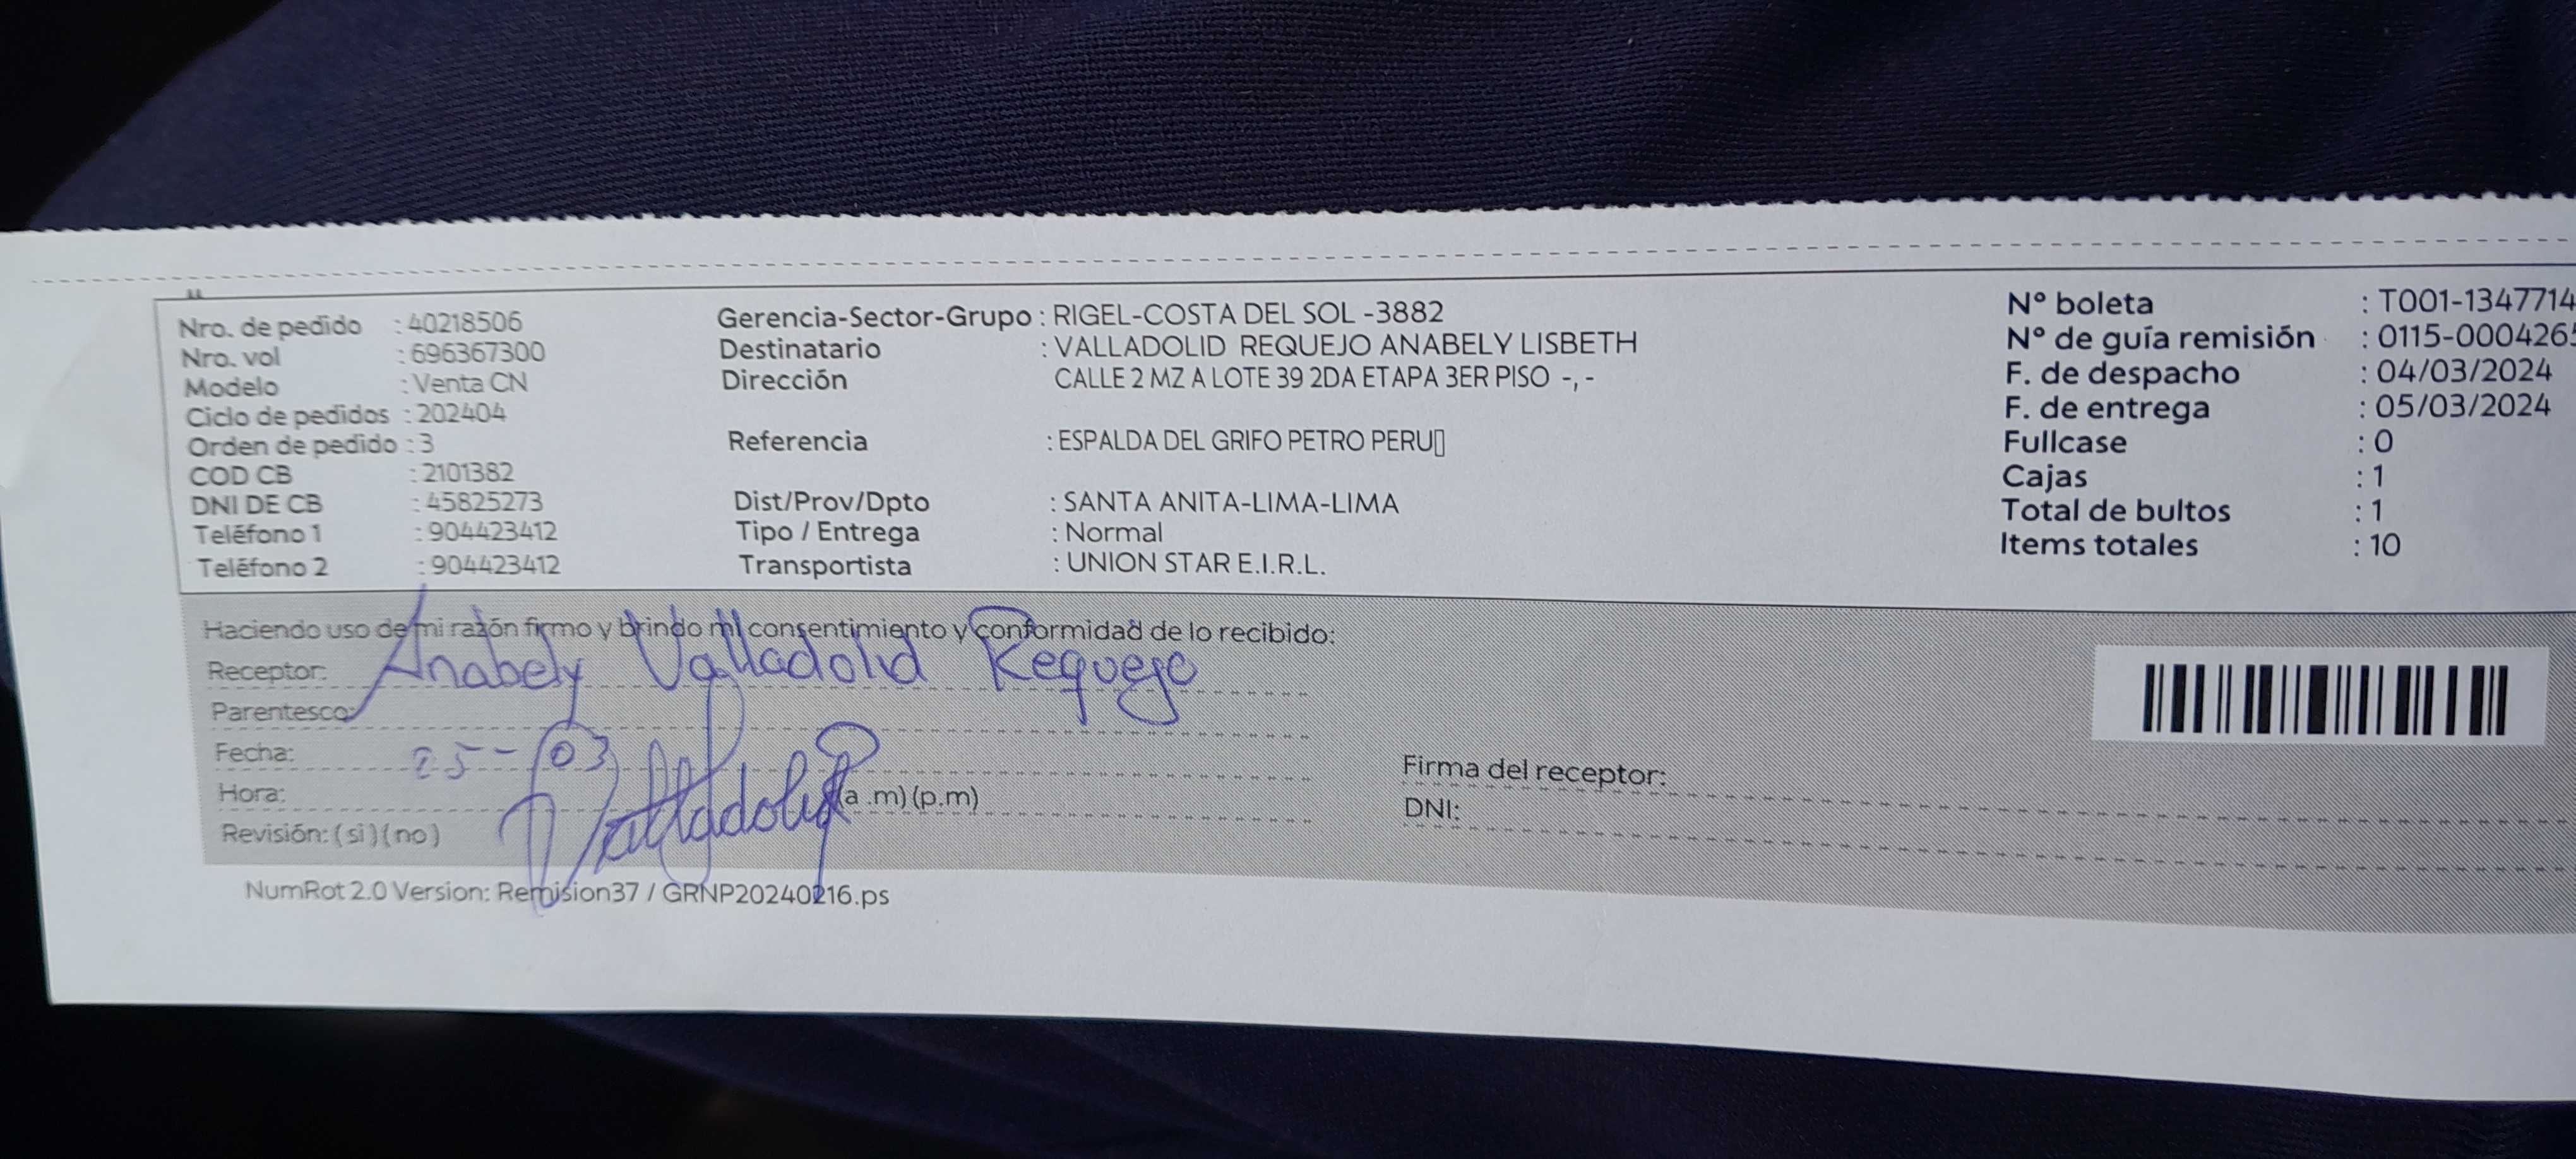 Nro. de pedido : 40218506
Nro. vol : 696367300
Modelo : Venta CN
Ciclo de pedidos : 202404
Orden de pedido : 3
COD CB : 2101382
DNI DE CB : 45825273
Teléfono 1 : 904423412
Teléfono 2 : 904423412
Gerencia-Sector-Grupo : RIGEL-COSTA DEL SOL -3882
Destinatario : VALLADOLID REQUEJO ANABELY LISBETH
Dirección CALLE 2 MZ A LOTE 39 2DA ETAPA 3ER PISO -,-
Referencia : ESPALDA DEL GRIFO PETRO PERU▯
Dist/Prov/Dpto : SANTA ANITA-LIMA-LIMA
Tipo / Entrega : Normal
Transportista : UNION STAR E.I.R.L.
N° boleta : T001-1347714
N° de guía remisión : 0115-0004265
F. de despacho : 04/03/2024
F. de entrega : 05/03/2024
Fullcase : 0
Cajas : 1
Total de bultos : 1
Items totales : 10
Haciendo uso de mi razón firmo y brindo mi consentimiento y conformidad de lo recibido:
Receptor: Anabely Valladolid Requejo
Parentesco:
Fecha: 25-03
Hora: (a .m) (p.m)
Revisión: ( si ) ( no )
Valladolid
Firma del receptor:
DNI:
NumRot 2.0 Version: Remision37 / GRNP20240216.ps